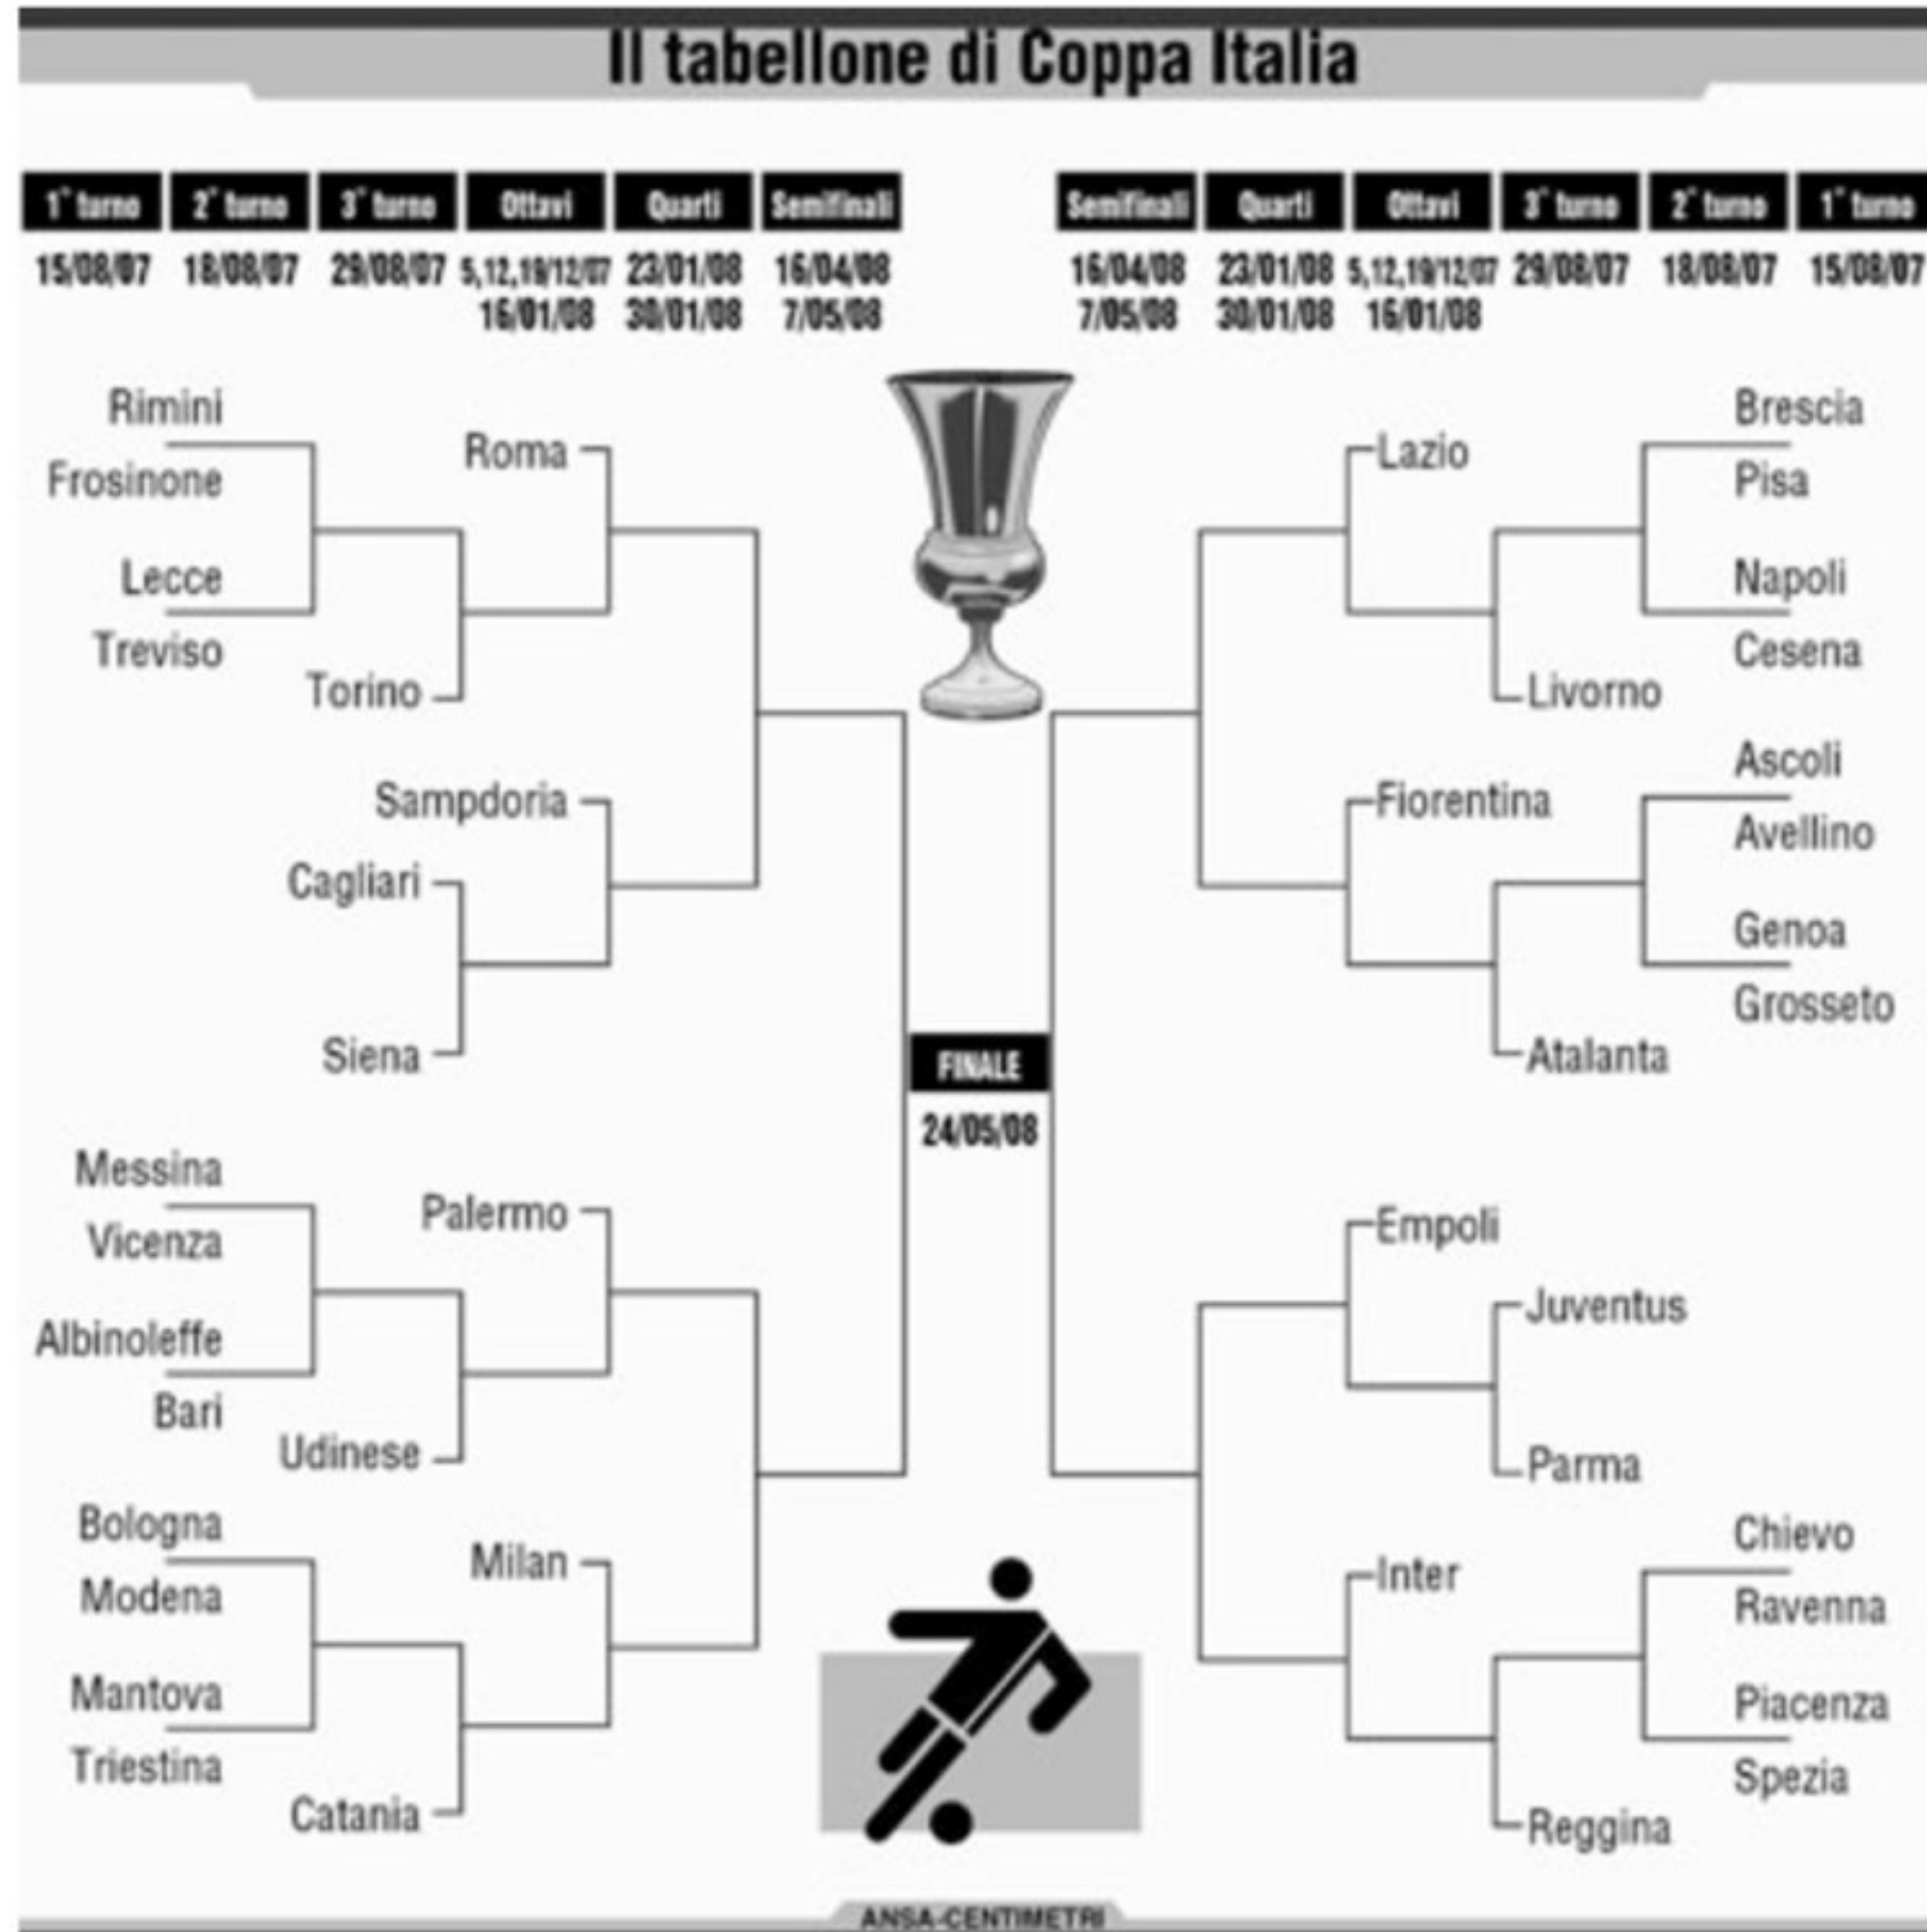 Il tabellone di Coppa Italia
1° turno 2° turno 3° turno Ottavi Quarti Semifinali Semifinali Quarti Ottavi 3° turno 2° turno 1° turno
15/08/07 18/08/07 29/08/07 5,12,19/12/07 23/01/08 16/04/08 16/04/08 23/01/08 5,12,19/12/07 29/08/07 18/08/07 15/08/07
16/01/08 30/01/08 7/05/08 7/05/08 30/01/08 16/01/08
Rimini
Frosinone
Lecce
Treviso
Roma
Torino
Sampdoria
Cagliari
Siena
Messina
Vicenza
Albinoleffe
Bari
Palermo
Udinese
Bologna
Modena
Mantova
Triestina
Milan
Catania
FINALE
24/05/08
Lazio
Brescia
Pisa
Napoli
Cesena
Livorno
Fiorentina
Ascoli
Avellino
Genoa
Grosseto
Atalanta
Empoli
Juventus
Parma
Inter
Chievo
Ravenna
Piacenza
Spezia
Reggina
ANSA-CENTIMETRI